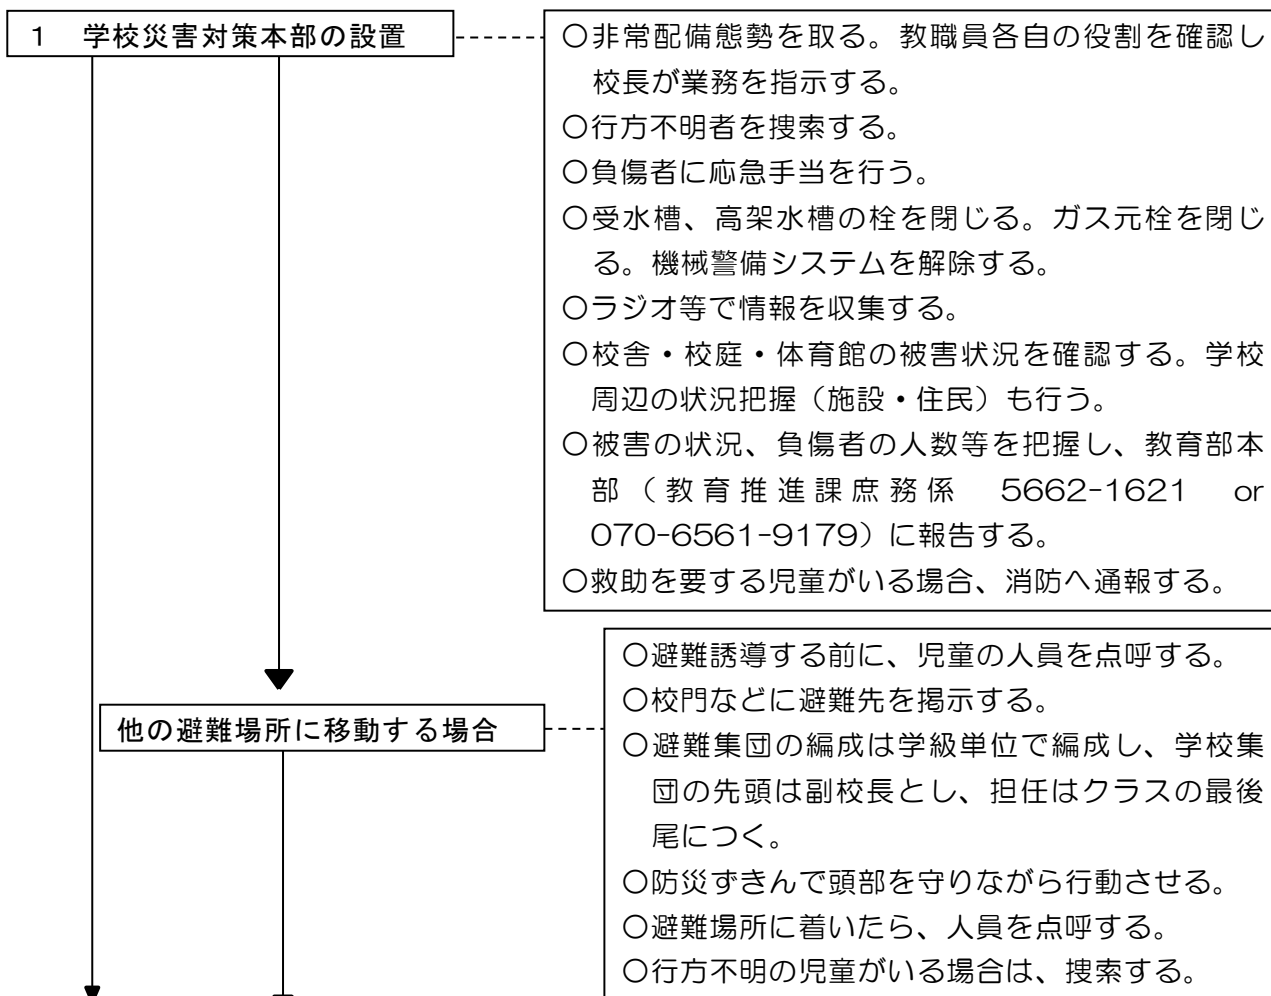 1　学校災害対策本部の設置
〇非常配備態勢を取る。教職員各自の役割を確認し
校長が業務を指示する。
〇行方不明者を捜索する。
〇負傷者に応急手当を行う。
〇受水槽、高架水槽の栓を閉じる。ガス元栓を閉じ
る。機械警備システムを解除する。
〇ラジオ等で情報を収集する。
〇校舎・校庭・体育館の被害状況を確認する。学校
周辺の状況把握（施設・住民）も行う。
〇被害の状況、負傷者の人数等を把握し、教育部本
部（教育推進課庶務係　5662-1621　or
070-6561-9179）に報告する。
〇救助を要する児童がいる場合、消防へ通報する。
他の避難場所に移動する場合
〇避難誘導する前に、児童の人員を点呼する。
〇校門などに避難先を掲示する。
〇避難集団の編成は学級単位で編成し、学校集
団の先頭は副校長とし、担任はクラスの最後
尾につく。
〇防災ずきんで頭部を守りながら行動させる。
〇避難場所に着いたら、人員を点呼する。
〇行方不明の児童がいる場合は、捜索する。